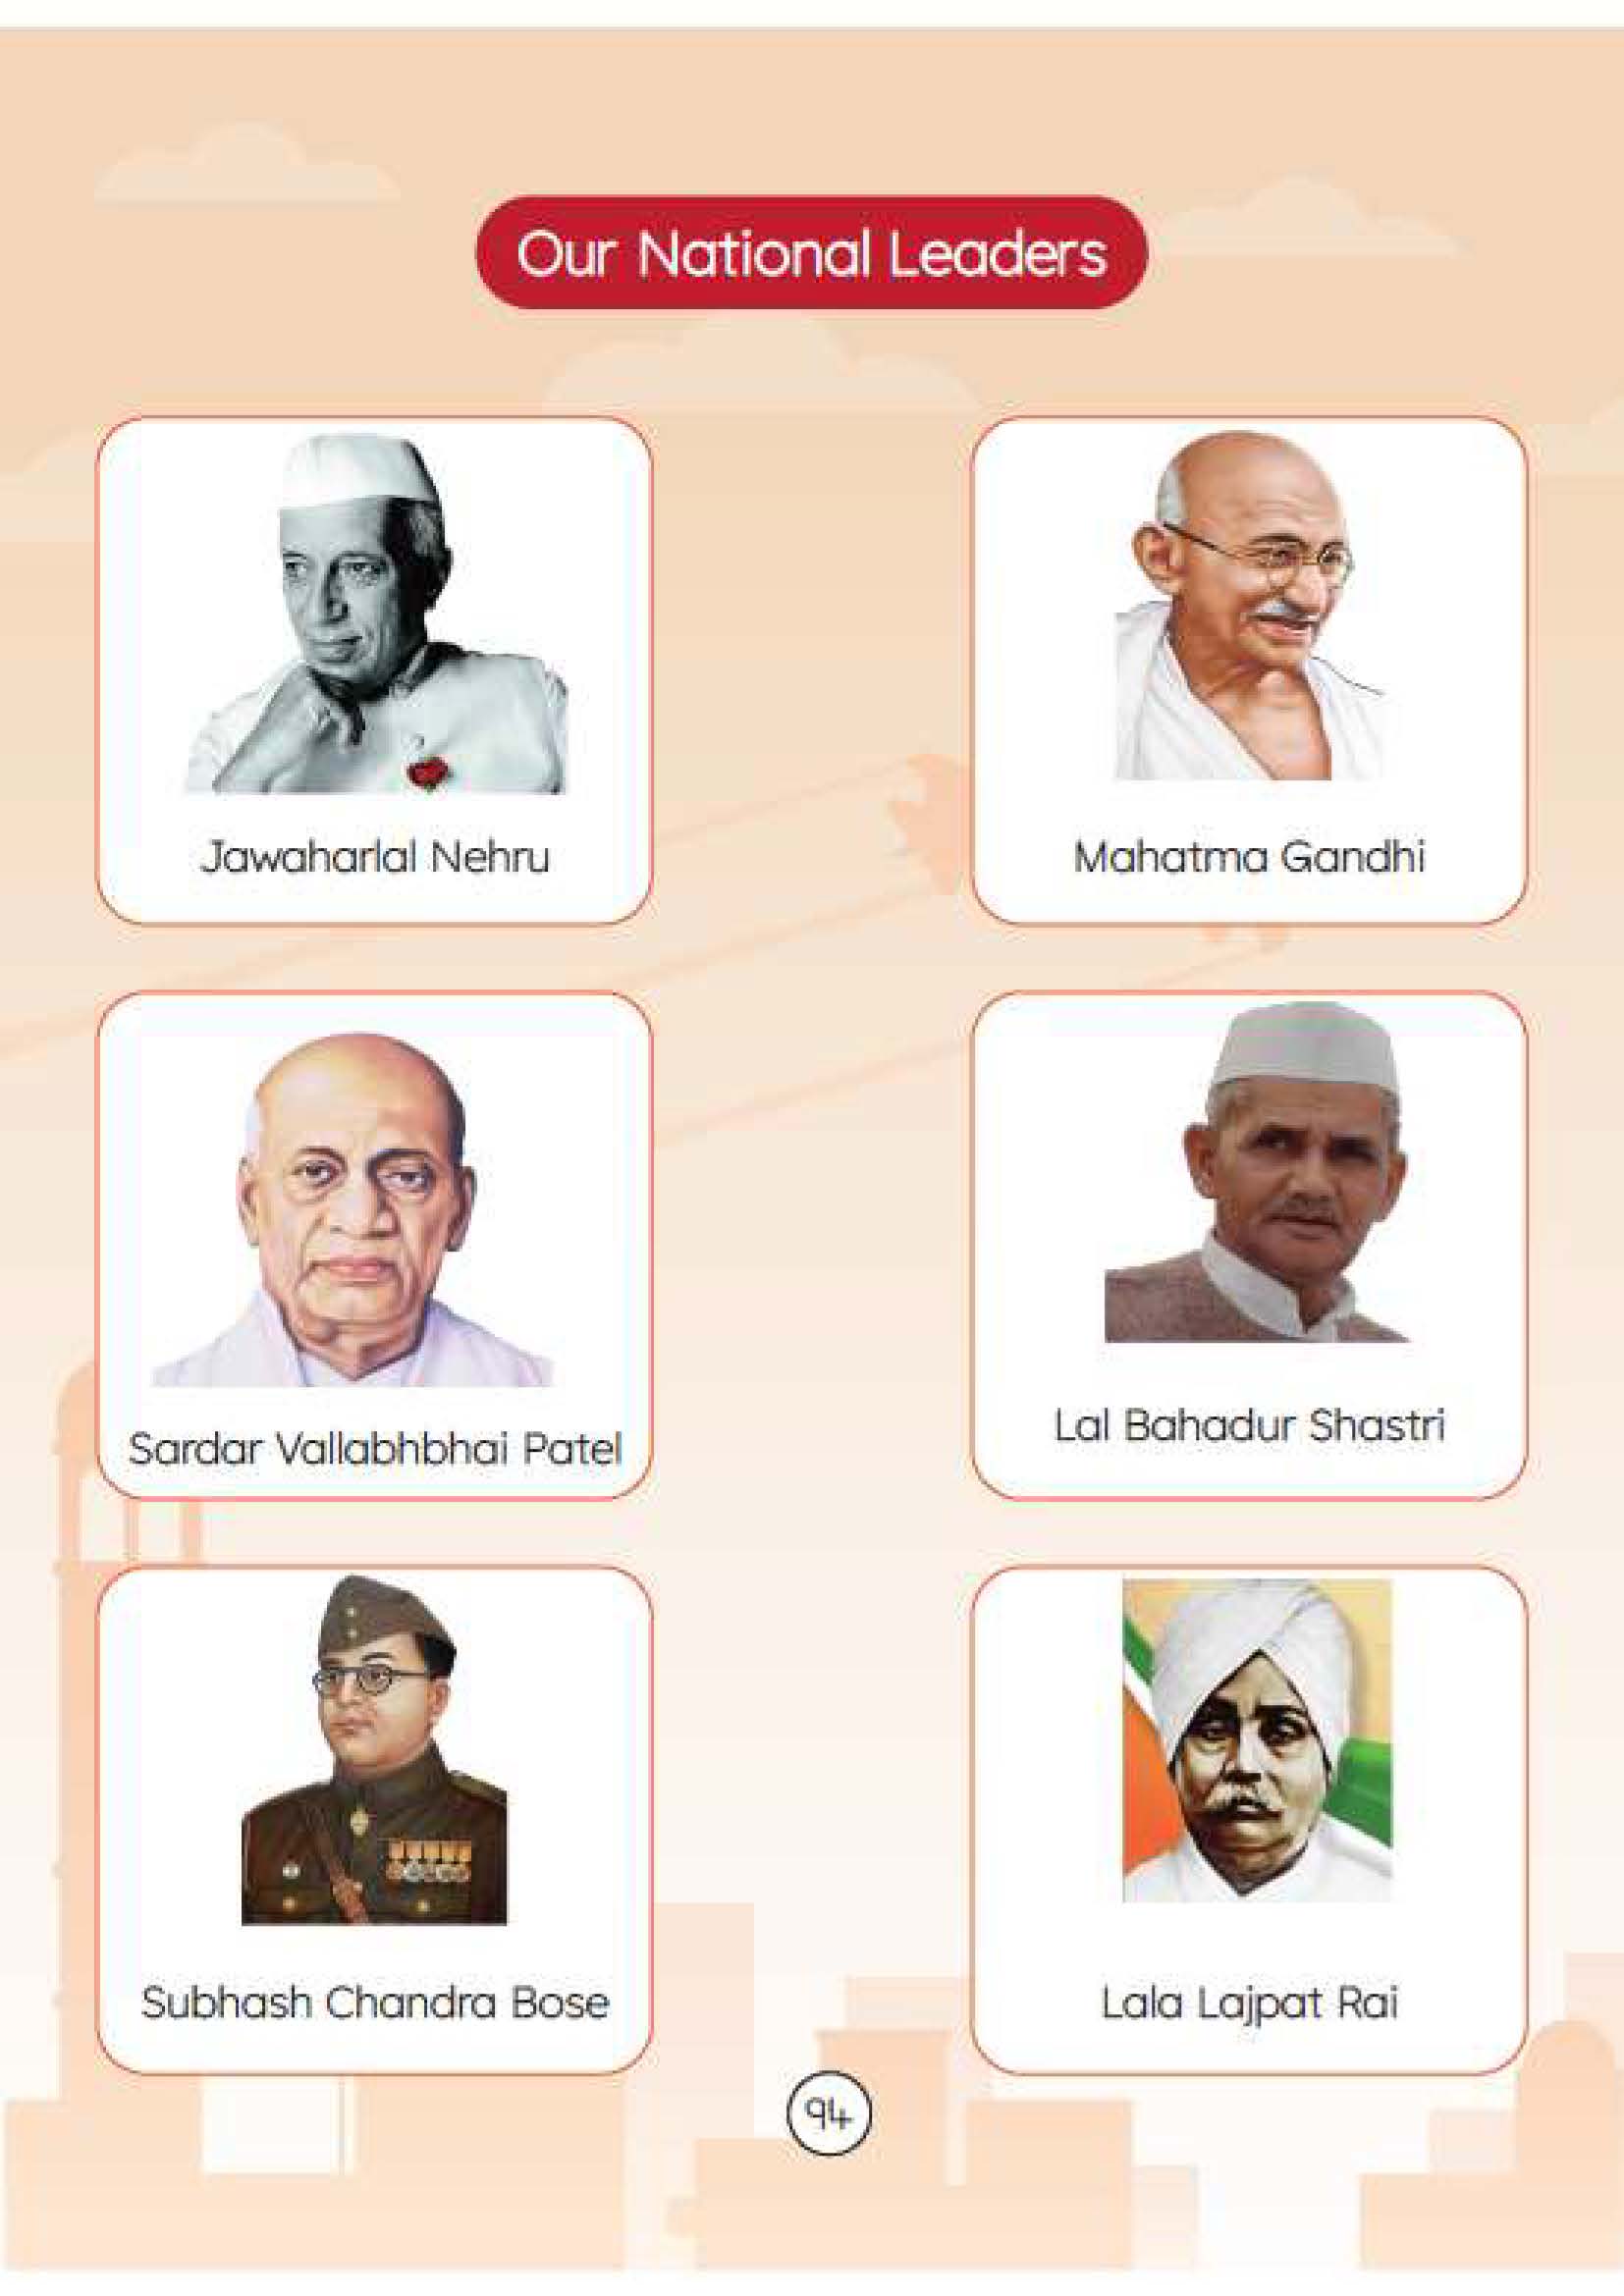 Our National Leaders
Jawaharlal Nehru
Mahatma Gandhi
Sardar Vallabhbhai Patel
Lal Bahadur Shastri
Subhash Chandra Bose
Lala Lajpat Rai
94